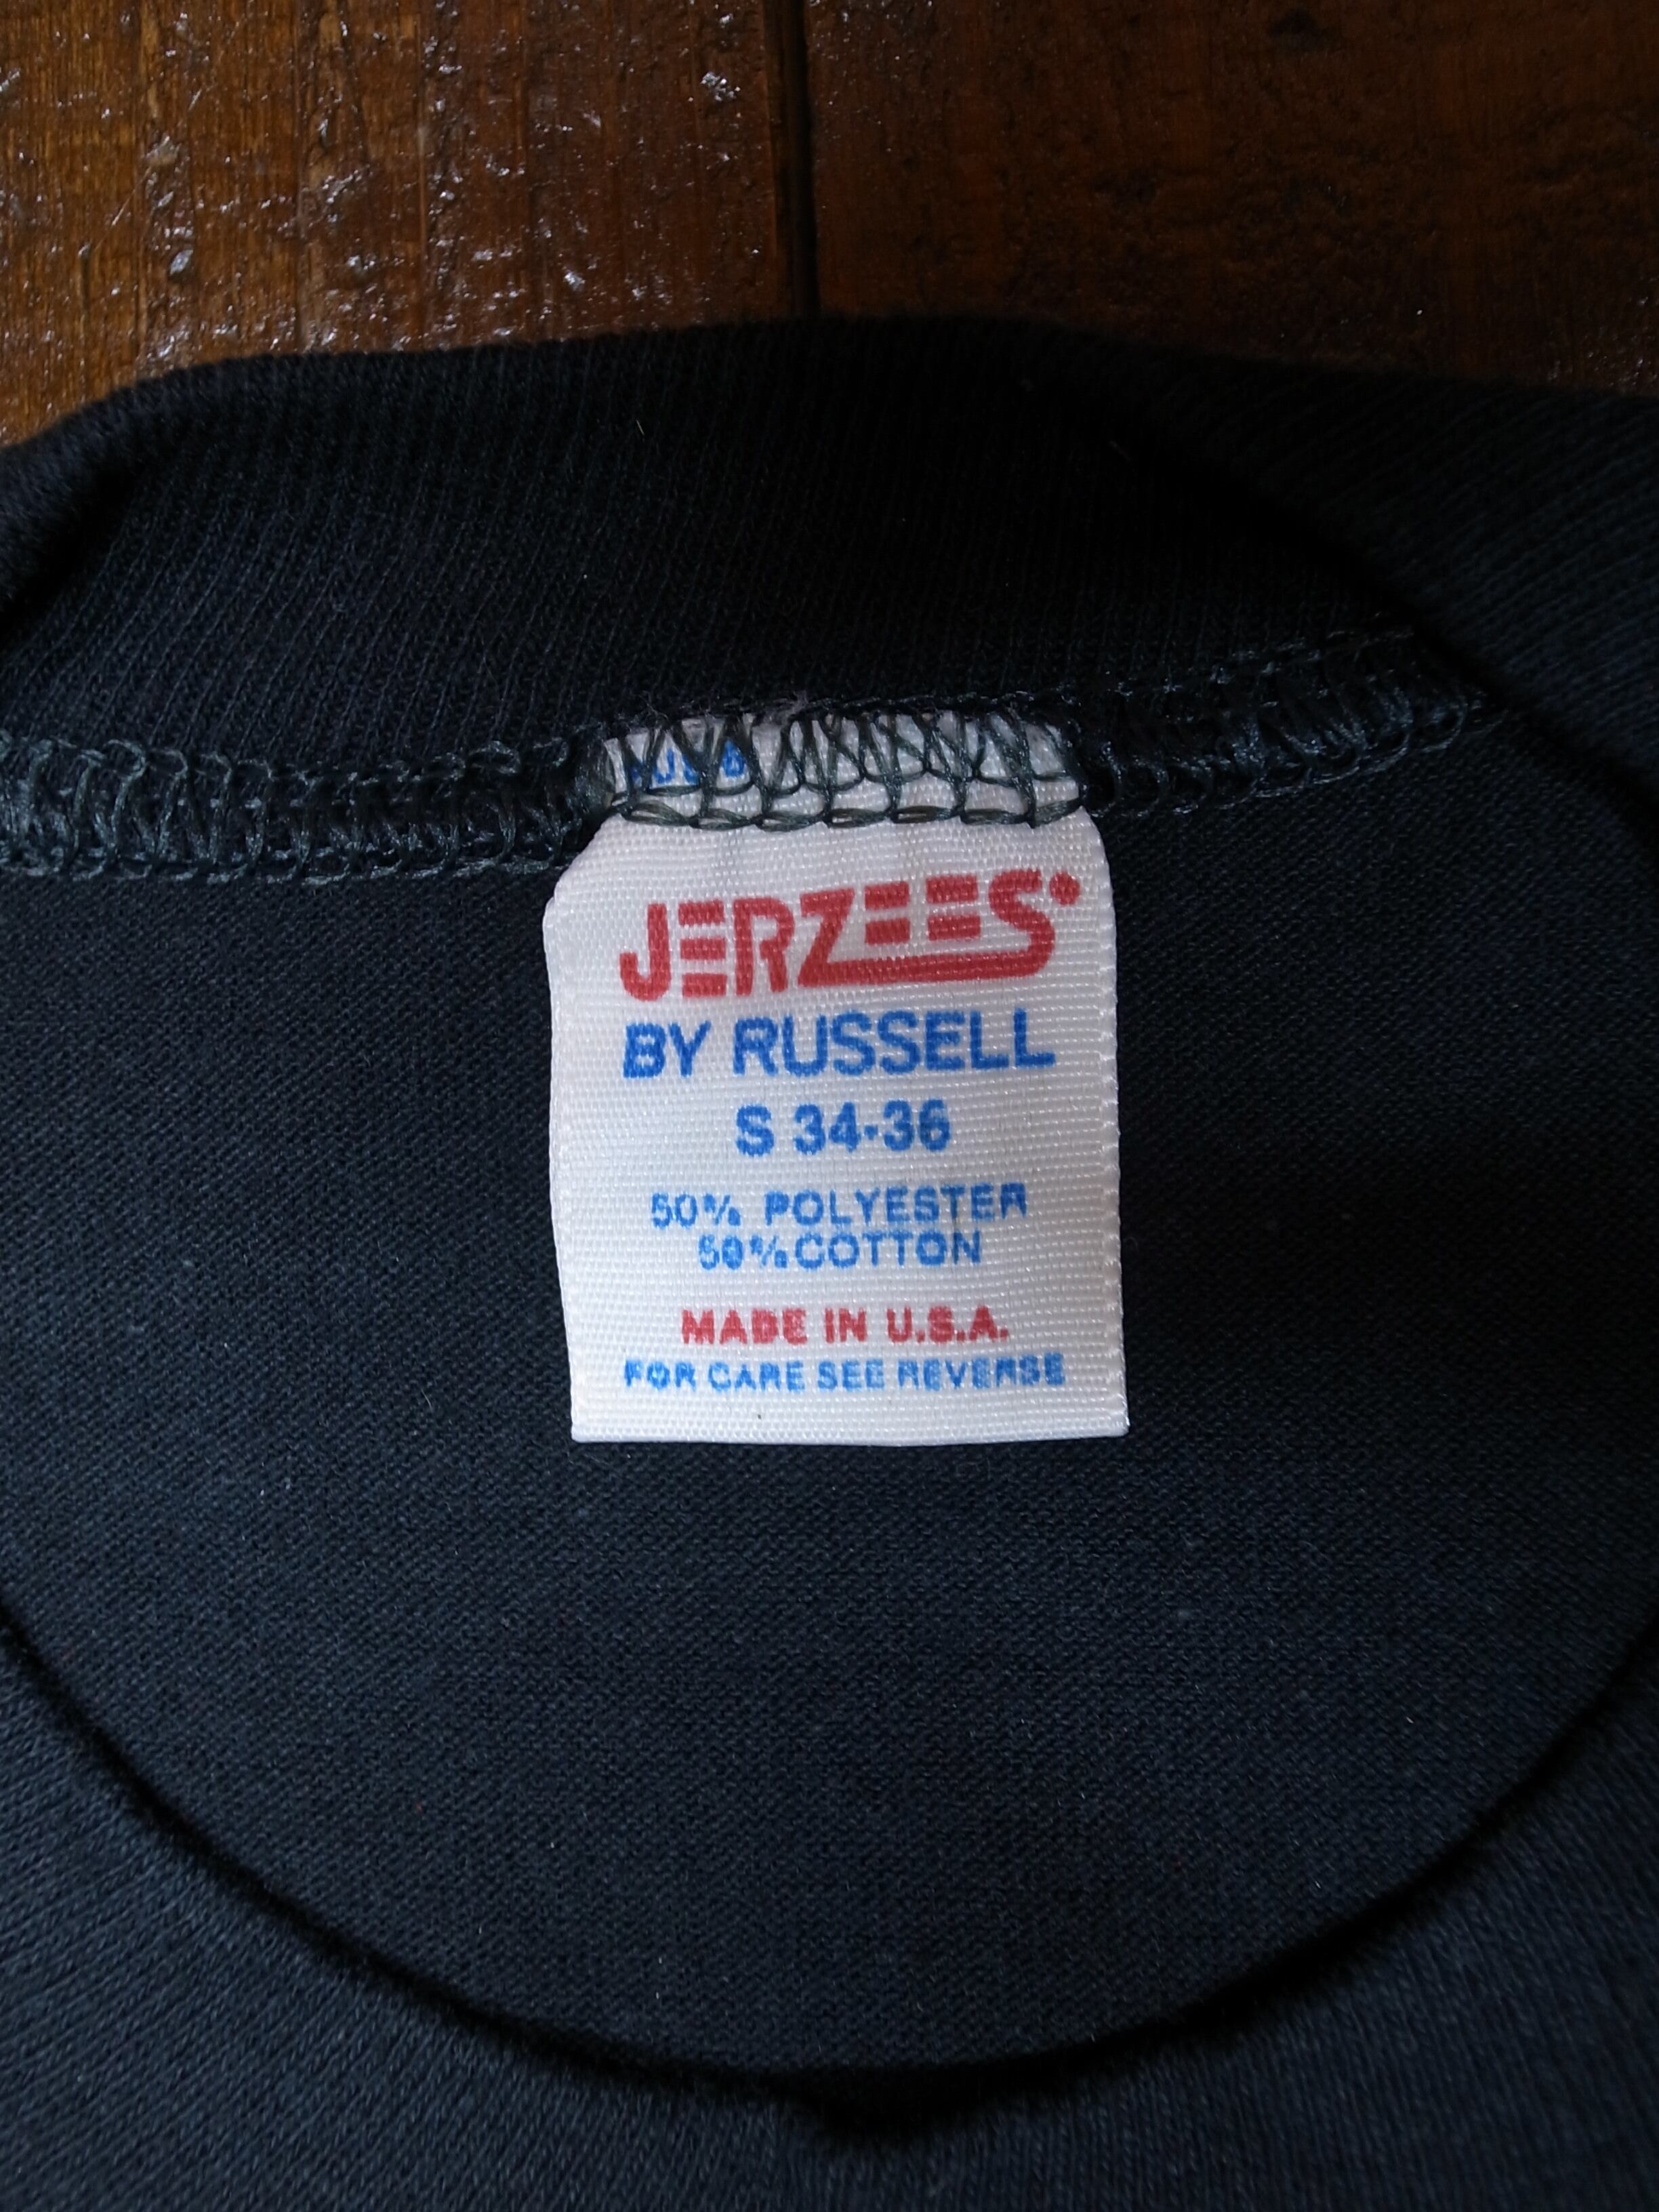 JERZEES
BY RUSSELL
S 34-36
50% POLYESTER
50% COTTON
MADE IN U.S.A.
FOR CARE SEE REVERSE